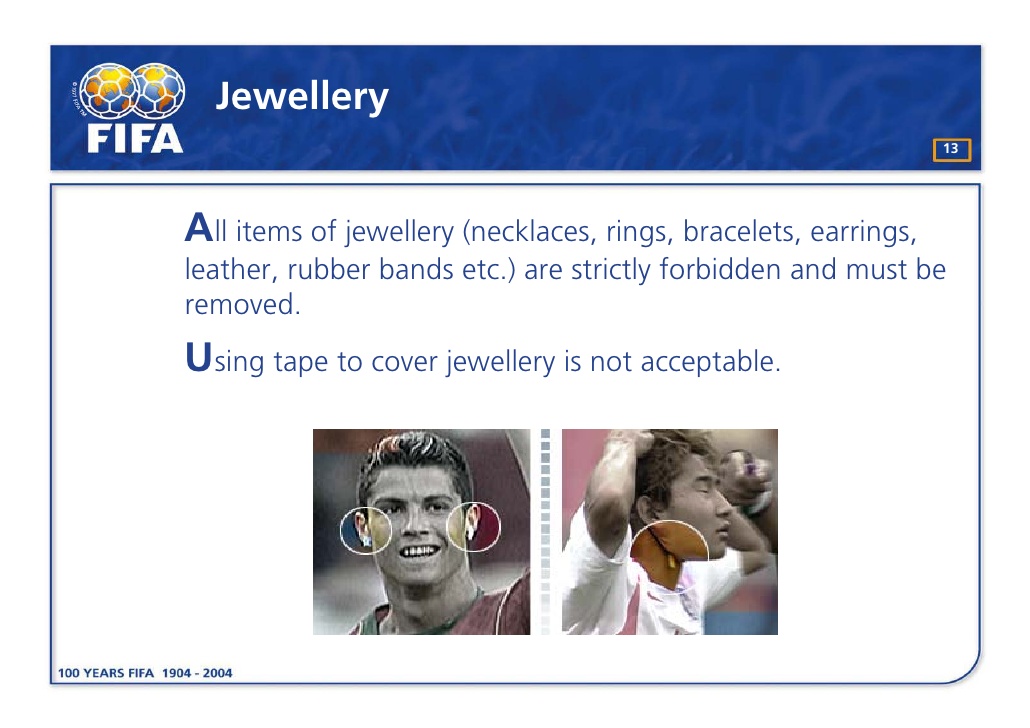 Jewellery
FIFA
13
All items of jewellery (necklaces, rings, bracelets, earrings,
leather, rubber bands etc.) are strictly forbidden and must be
removed.
Using tape to cover jewellery is not acceptable.
100 YEARS FIFA 1904 - 2004